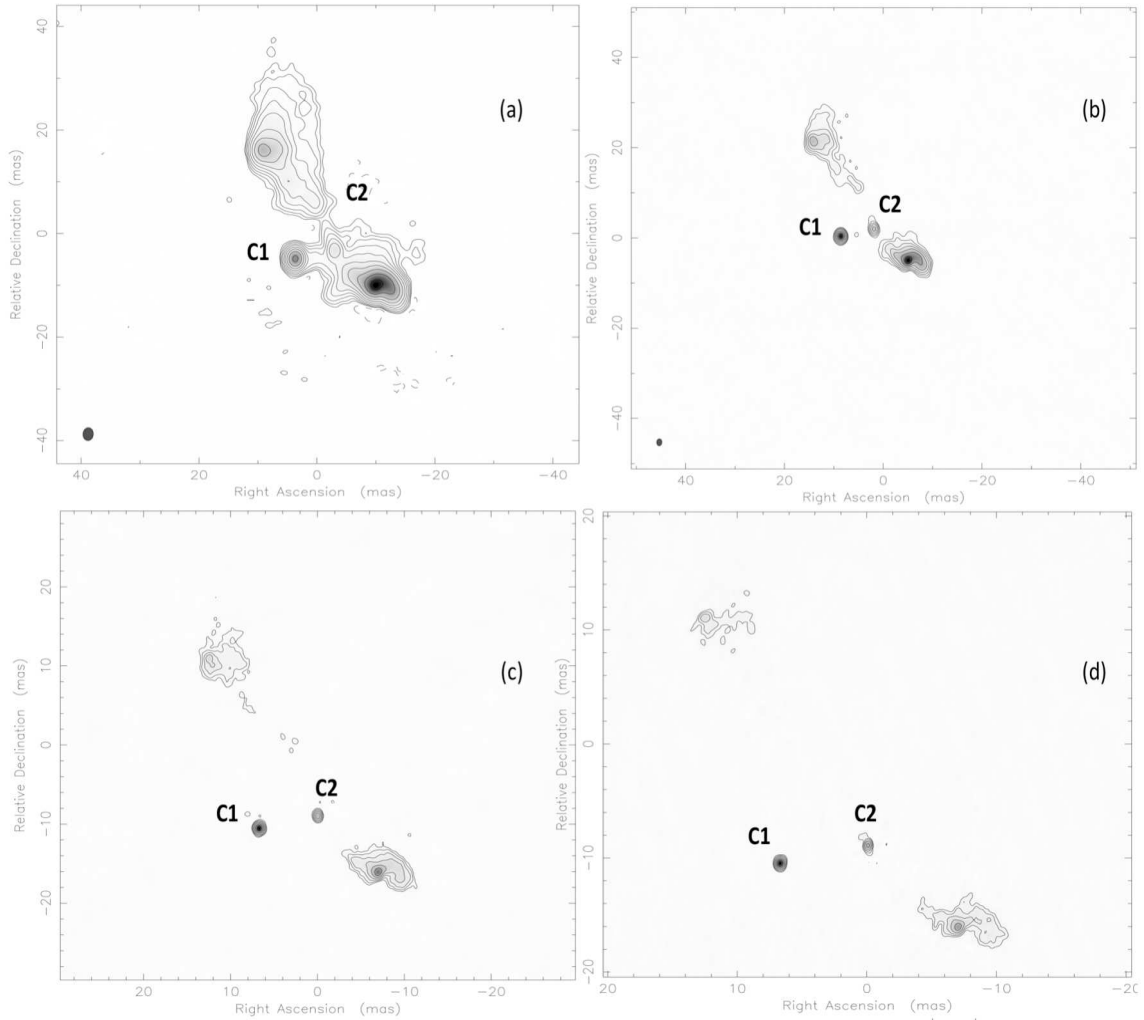 40
20
0
−20
−40
Relative Declination (mas)
(a)
C2
C1
40 20 0 −20 −40
Right Ascension (mas)
40
20
0
−20
−40
Relative Declination (mas)
(b)
C1
C2
40 20 0 −20 −40
Right Ascension (mas)
20
10
0
−10
−20
Relative Declination (mas)
(c)
C2
C1
20 10 0 −10 −20
Right Ascension (mas)
20
10
0
−10
−20
Relative Declination (mas)
(d)
C2
C1
20 10 0 −10 −20
Right Ascension (mas)